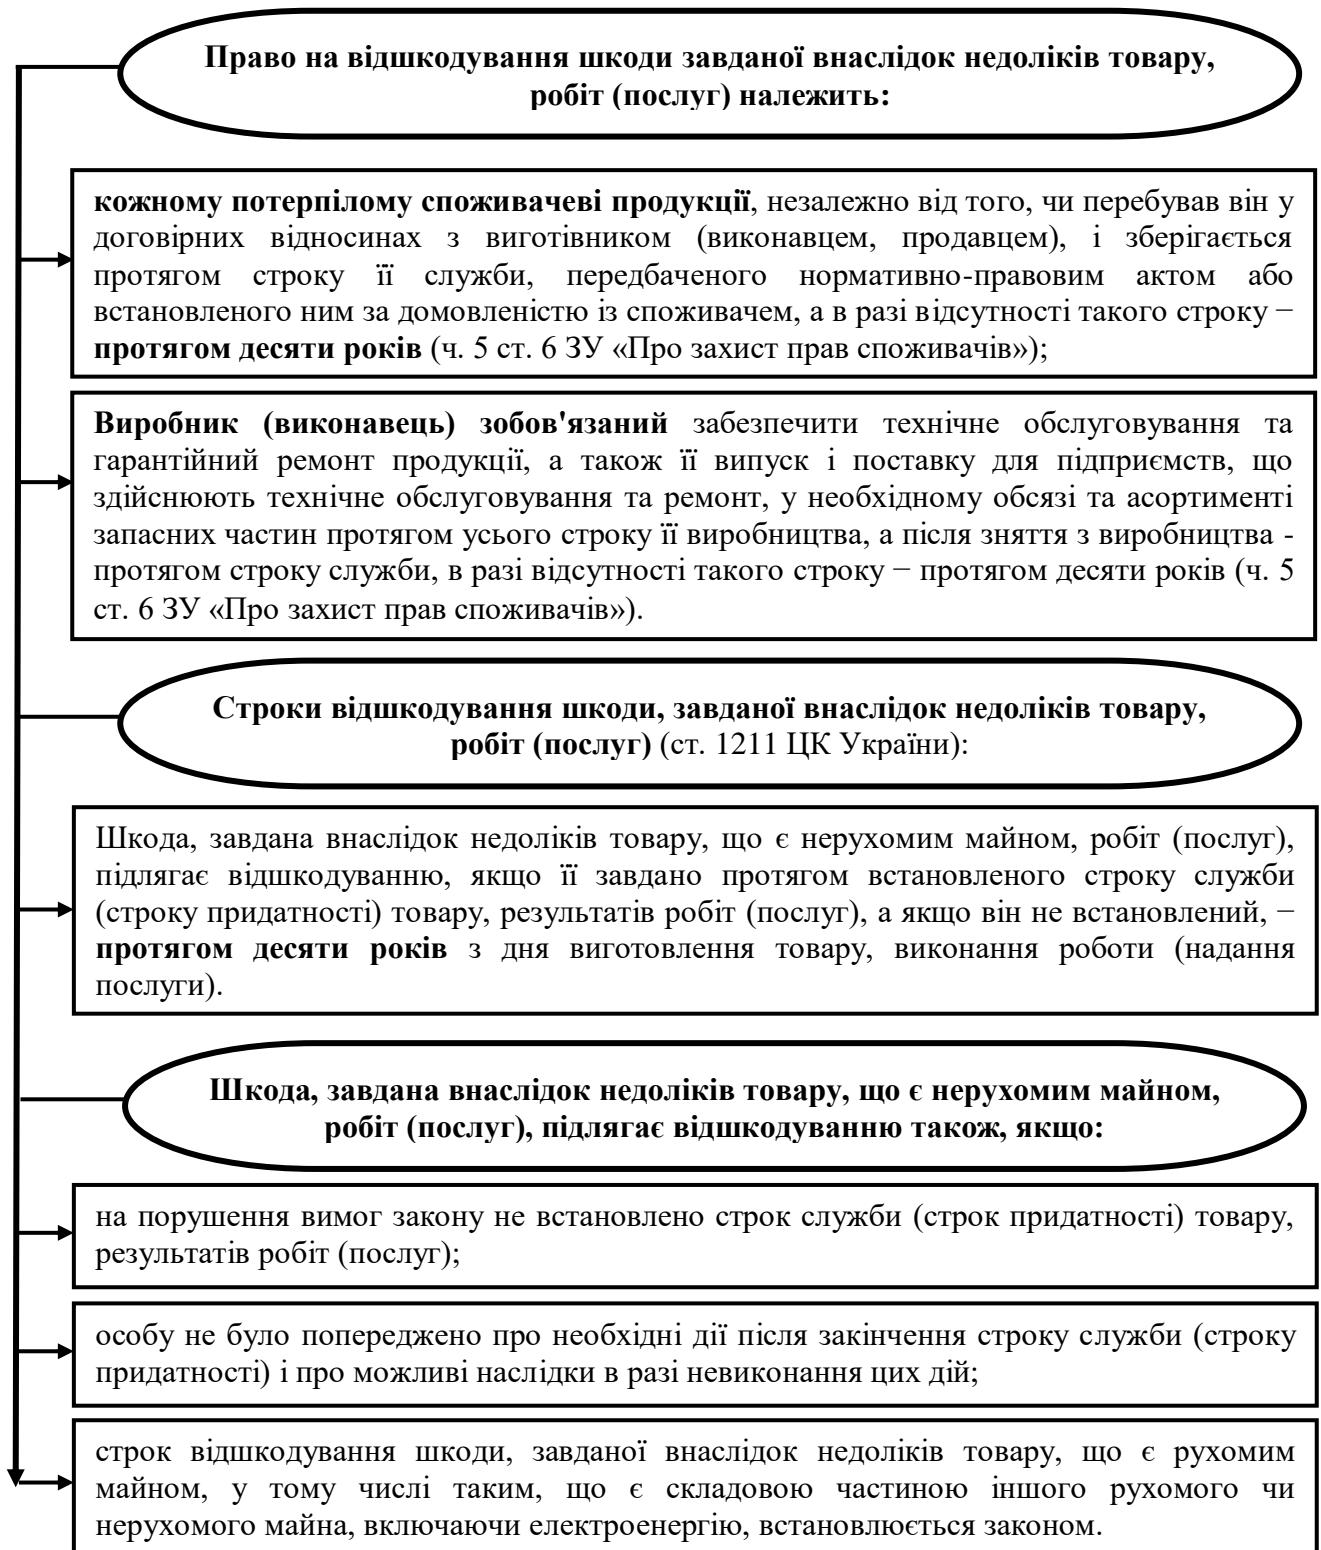 Право на відшкодування шкоди завданої внаслідок недоліків товару,
робіт (послуг) належить:
кожному потерпілому споживачеві продукції, незалежно від того, чи перебував він у
договірних відносинах з виготівником (виконавцем, продавцем), і зберігається
протягом строку її служби, передбаченого нормативно-правовим актом або
встановленого ним за домовленістю із споживачем, а в разі відсутності такого строку −
протягом десяти років (ч. 5 ст. 6 ЗУ «Про захист прав споживачів»);
Виробник (виконавець) зобов'язаний забезпечити технічне обслуговування та
гарантійний ремонт продукції, а також її випуск і поставку для підприємств, що
здійснюють технічне обслуговування та ремонт, у необхідному обсязі та асортименті
запасних частин протягом усього строку її виробництва, а після зняття з виробництва -
протягом строку служби, в разі відсутності такого строку − протягом десяти років (ч. 5
ст. 6 ЗУ «Про захист прав споживачів»).
Строки відшкодування шкоди, завданої внаслідок недоліків товару,
робіт (послуг) (ст. 1211 ЦК України):
Шкода, завдана внаслідок недоліків товару, що є нерухомим майном, робіт (послуг),
підлягає відшкодуванню, якщо її завдано протягом встановленого строку служби
(строку придатності) товару, результатів робіт (послуг), а якщо він не встановлений, −
протягом десяти років з дня виготовлення товару, виконання роботи (надання
послуги).
Шкода, завдана внаслідок недоліків товару, що є нерухомим майном,
робіт (послуг), підлягає відшкодуванню також, якщо:
на порушення вимог закону не встановлено строк служби (строк придатності) товару,
результатів робіт (послуг);
особу не було попереджено про необхідні дії після закінчення строку служби (строку
придатності) і про можливі наслідки в разі невиконання цих дій;
строк відшкодування шкоди, завданої внаслідок недоліків товару, що є рухомим
майном, у тому числі таким, що є складовою частиною іншого рухомого чи
нерухомого майна, включаючи електроенергію, встановлюється законом.